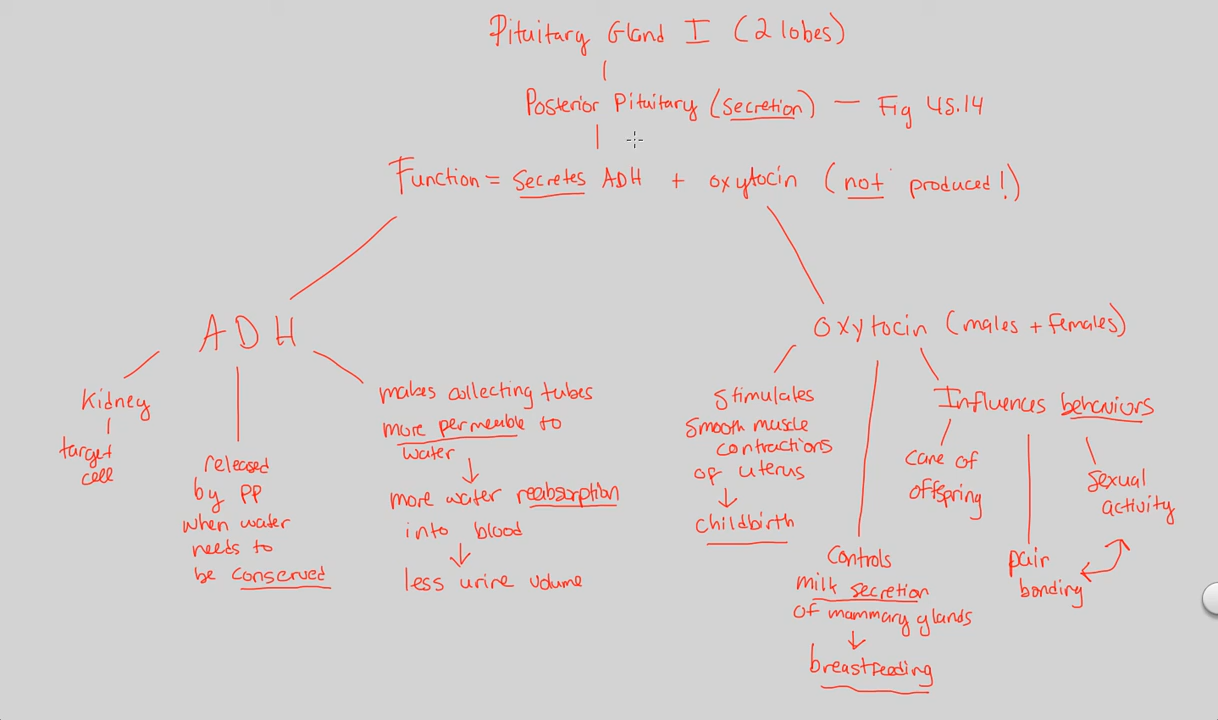 Pituitary Gland I (2 lobes)
Posterior Pituitary (secretion) — Fig 45.14
Function = Secretes ADH + oxytocin (not produced!)
ADH
Kidney
target
cell
released
by PP
when water
needs to
be conserved
makes collecting tubes
more permeable to
water
more water reabsorption
into blood
less urine volume
Oxytocin (males + females)
Stimulates
smooth muscle
contractions
of uterus
childbirth
Controls
milk secretion
of mammary glands
breastfeeding
Influences behaviors
care of
offspring
pair
bonding
sexual
activity